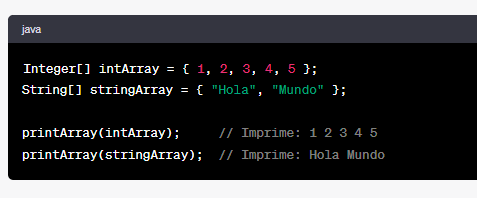 java
Integer[] intArray = { 1, 2, 3, 4, 5 };
String[] stringArray = { "Hola", "Mundo" };
printArray(intArray);     // Imprime: 1 2 3 4 5
printArray(stringArray);  // Imprime: Hola Mundo